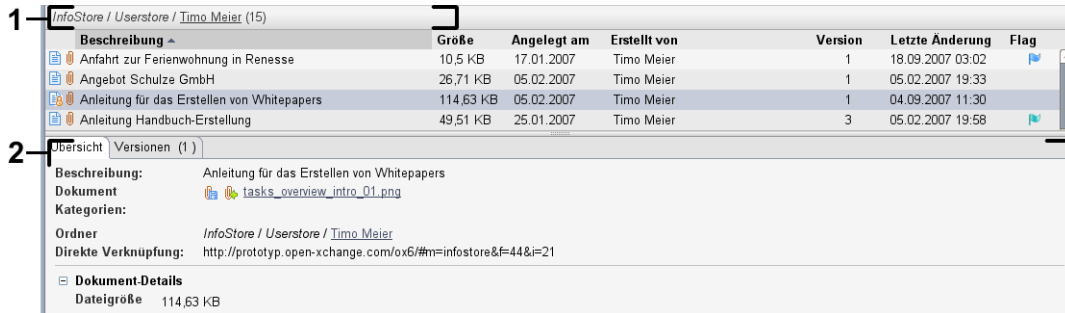 1 InfoStore / Userstore / Timo Meier (15)
Beschreibung Größe Angelegt am Erstellt von Version Letzte Änderung Flag
Anfahrt zur Ferienwohnung in Renesse 10,5 KB 17.01.2007 Timo Meier 1 18.09.2007 03:02
Angebot Schulze GmbH 26,71 KB 05.02.2007 Timo Meier 1 05.02.2007 19:33
Anleitung für das Erstellen von Whitepapers 114,63 KB 05.02.2007 Timo Meier 1 04.09.2007 11:30
Anleitung Handbuch-Erstellung 49,51 KB 25.01.2007 Timo Meier 3 05.02.2007 19:58
2 Übersicht Versionen (1)
Beschreibung: Anleitung für das Erstellen von Whitepapers
Dokument tasks_overview_intro_01.png
Kategorien:
Ordner InfoStore / Userstore / Timo Meier
Direkte Verknüpfung: http://prototyp.open-xchange.com/ox6/#m=infostore&f=44&i=21
Dokument-Details
Dateigröße 114,63 KB